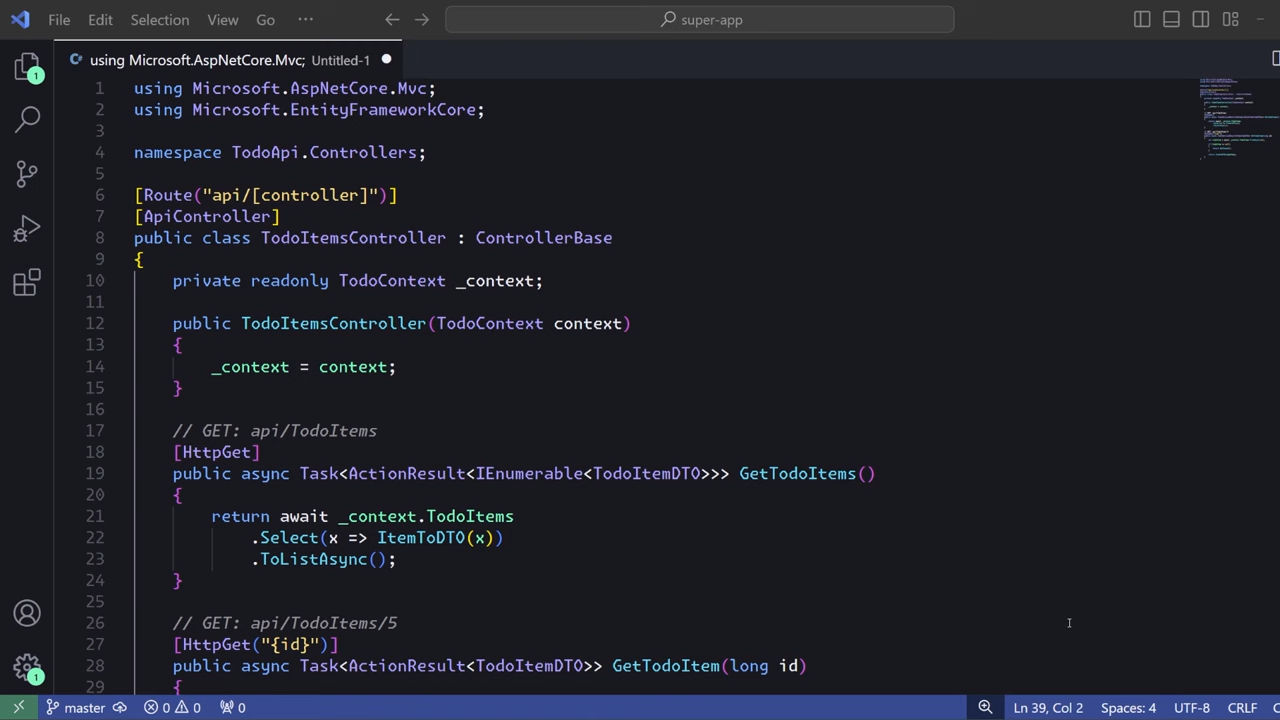 File Edit Selection View Go ··· super-app
using Microsoft.AspNetCore.Mvc; Untitled-1
1 using Microsoft.AspNetCore.Mvc;
2 using Microsoft.EntityFrameworkCore;
3
4 namespace TodoApi.Controllers;
5
6 [Route("api/[controller]")]
7 [ApiController]
8 public class TodoItemsController : ControllerBase
9 {
10 private readonly TodoContext _context;
11
12 public TodoItemsController(TodoContext context)
13 {
14 _context = context;
15 }
16
17 // GET: api/TodoItems
18 [HttpGet]
19 public async Task<ActionResult<IEnumerable<TodoItemDTO>>> GetTodoItems()
20 {
21 return await _context.TodoItems
22 .Select(x => ItemToDTO(x))
23 .ToListAsync();
24 }
25
26 // GET: api/TodoItems/5
27 [HttpGet("{id}")]
28 public async Task<ActionResult<TodoItemDTO>> GetTodoItem(long id)
29 {
1
1
master 0 0 0 Ln 39, Col 2 Spaces: 4 UTF-8 CRLF